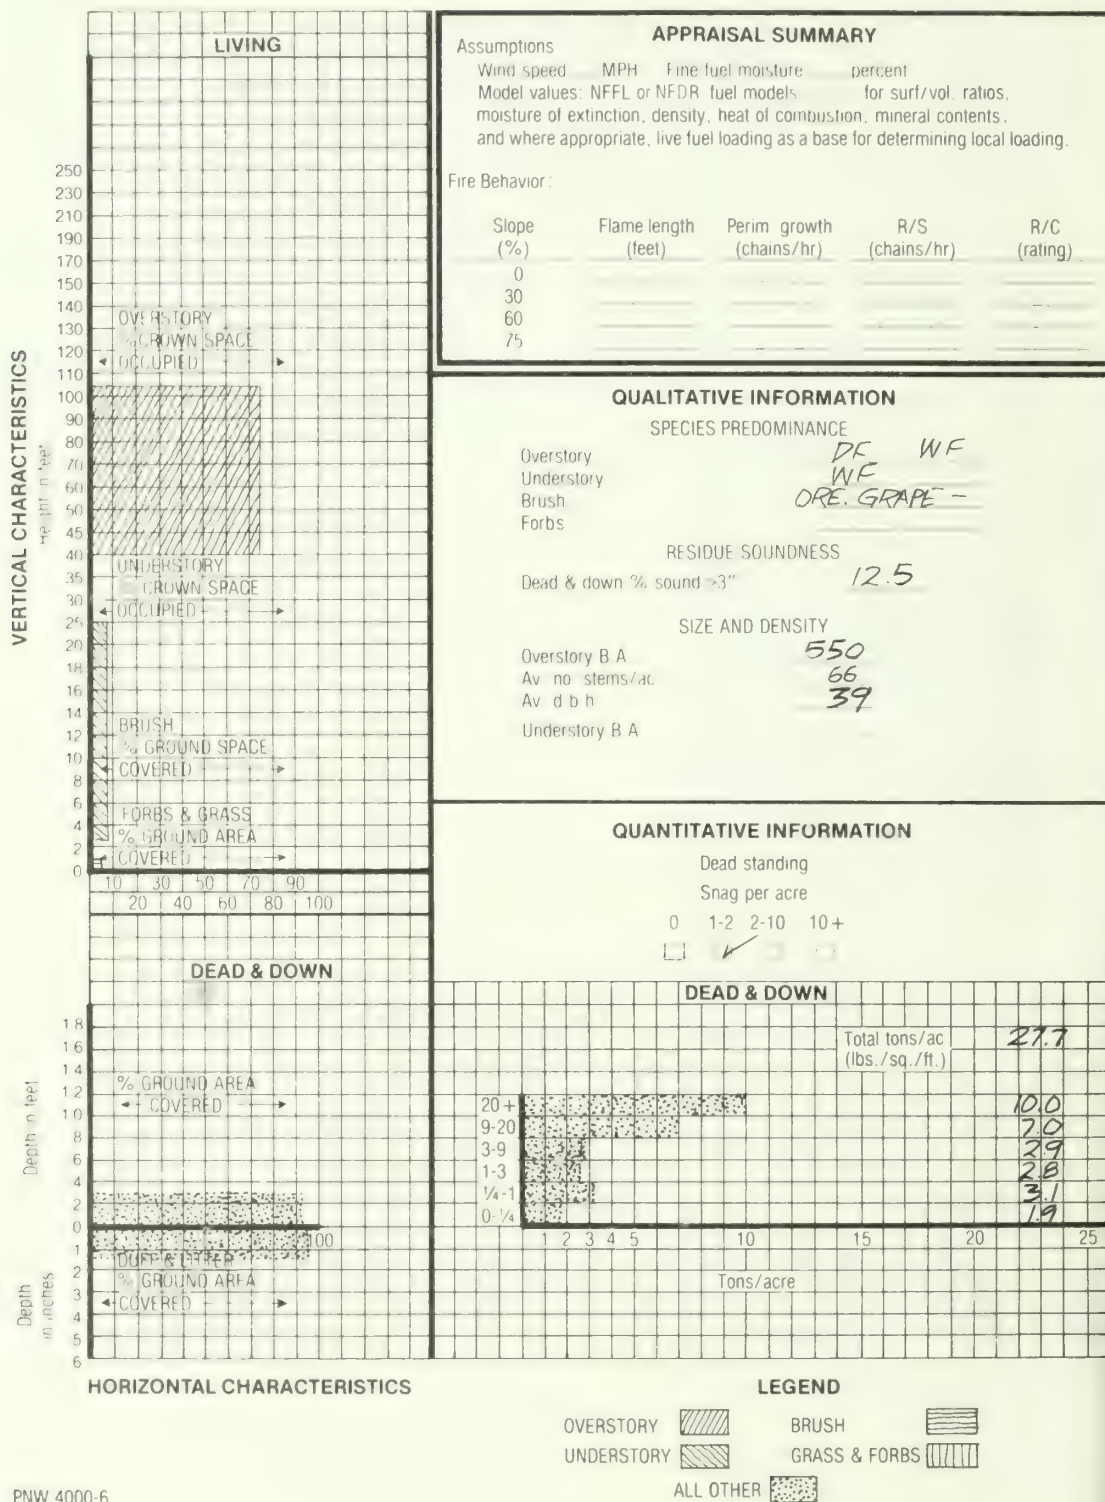 LIVING
250
230
210
190
170
150
140
130
120
110
100
90
80
70
60
50
45
40
35
30
25
20
18
16
14
12
10
8
6
4
2
0
VERTICAL CHARACTERISTICS
OVERSTORY
% CROWN SPACE
OCCUPIED
UNDERSTORY
CROWN SPACE
OCCUPIED
BRUSH
% GROUND SPACE
COVERED
FORBS & GRASS
% GROUND AREA
COVERED
10 30 50 70 90
20 40 60 80 100
DEAD & DOWN
Depth in feet
1.8
1.6
1.4
1.2
1.0
8
6
4
2
0
% GROUND AREA
COVERED
100
Depth
in inches
1
2
3
4
5
6
DUFF & LITTER
% GROUND AREA
COVERED
HORIZONTAL CHARACTERISTICS
APPRAISAL SUMMARY
Assumptions
Wind speed MPH Fine fuel moisture percent
Model values: NFFL or NFDR fuel models for surf/vol. ratios,
moisture of extinction, density, heat of combustion, mineral contents,
and where appropriate, live fuel loading as a base for determining local loading.
Fire Behavior:
Slope Flame length Perim growth R/S R/C
(%) (feet) (chains/hr) (chains/hr) (rating)
0
30
60
75
QUALITATIVE INFORMATION
SPECIES PREDOMINANCE
Overstory DF WF
Understory WF
Brush ORE. GRAPE -
Forbs
RESIDUE SOUNDNESS
Dead & down % sound >3" 12.5
SIZE AND DENSITY
Overstory B A 550
Av no stems/ac 66
Av d b h 39
Understory B A
QUANTITATIVE INFORMATION
Dead standing
Snag per acre
0 1-2 2-10 10+
DEAD & DOWN
Total tons/ac 27.7
(lbs./sq./ft.)
20+ 10.0
9-20 7.0
3-9 2.9
1-3 2.8
¼-1 3.1
0-¼ 1.9
1 2 3 4 5 10 15 20 25
Tons/acre
LEGEND
OVERSTORY BRUSH
UNDERSTORY GRASS & FORBS
ALL OTHER
PNW 4000-6